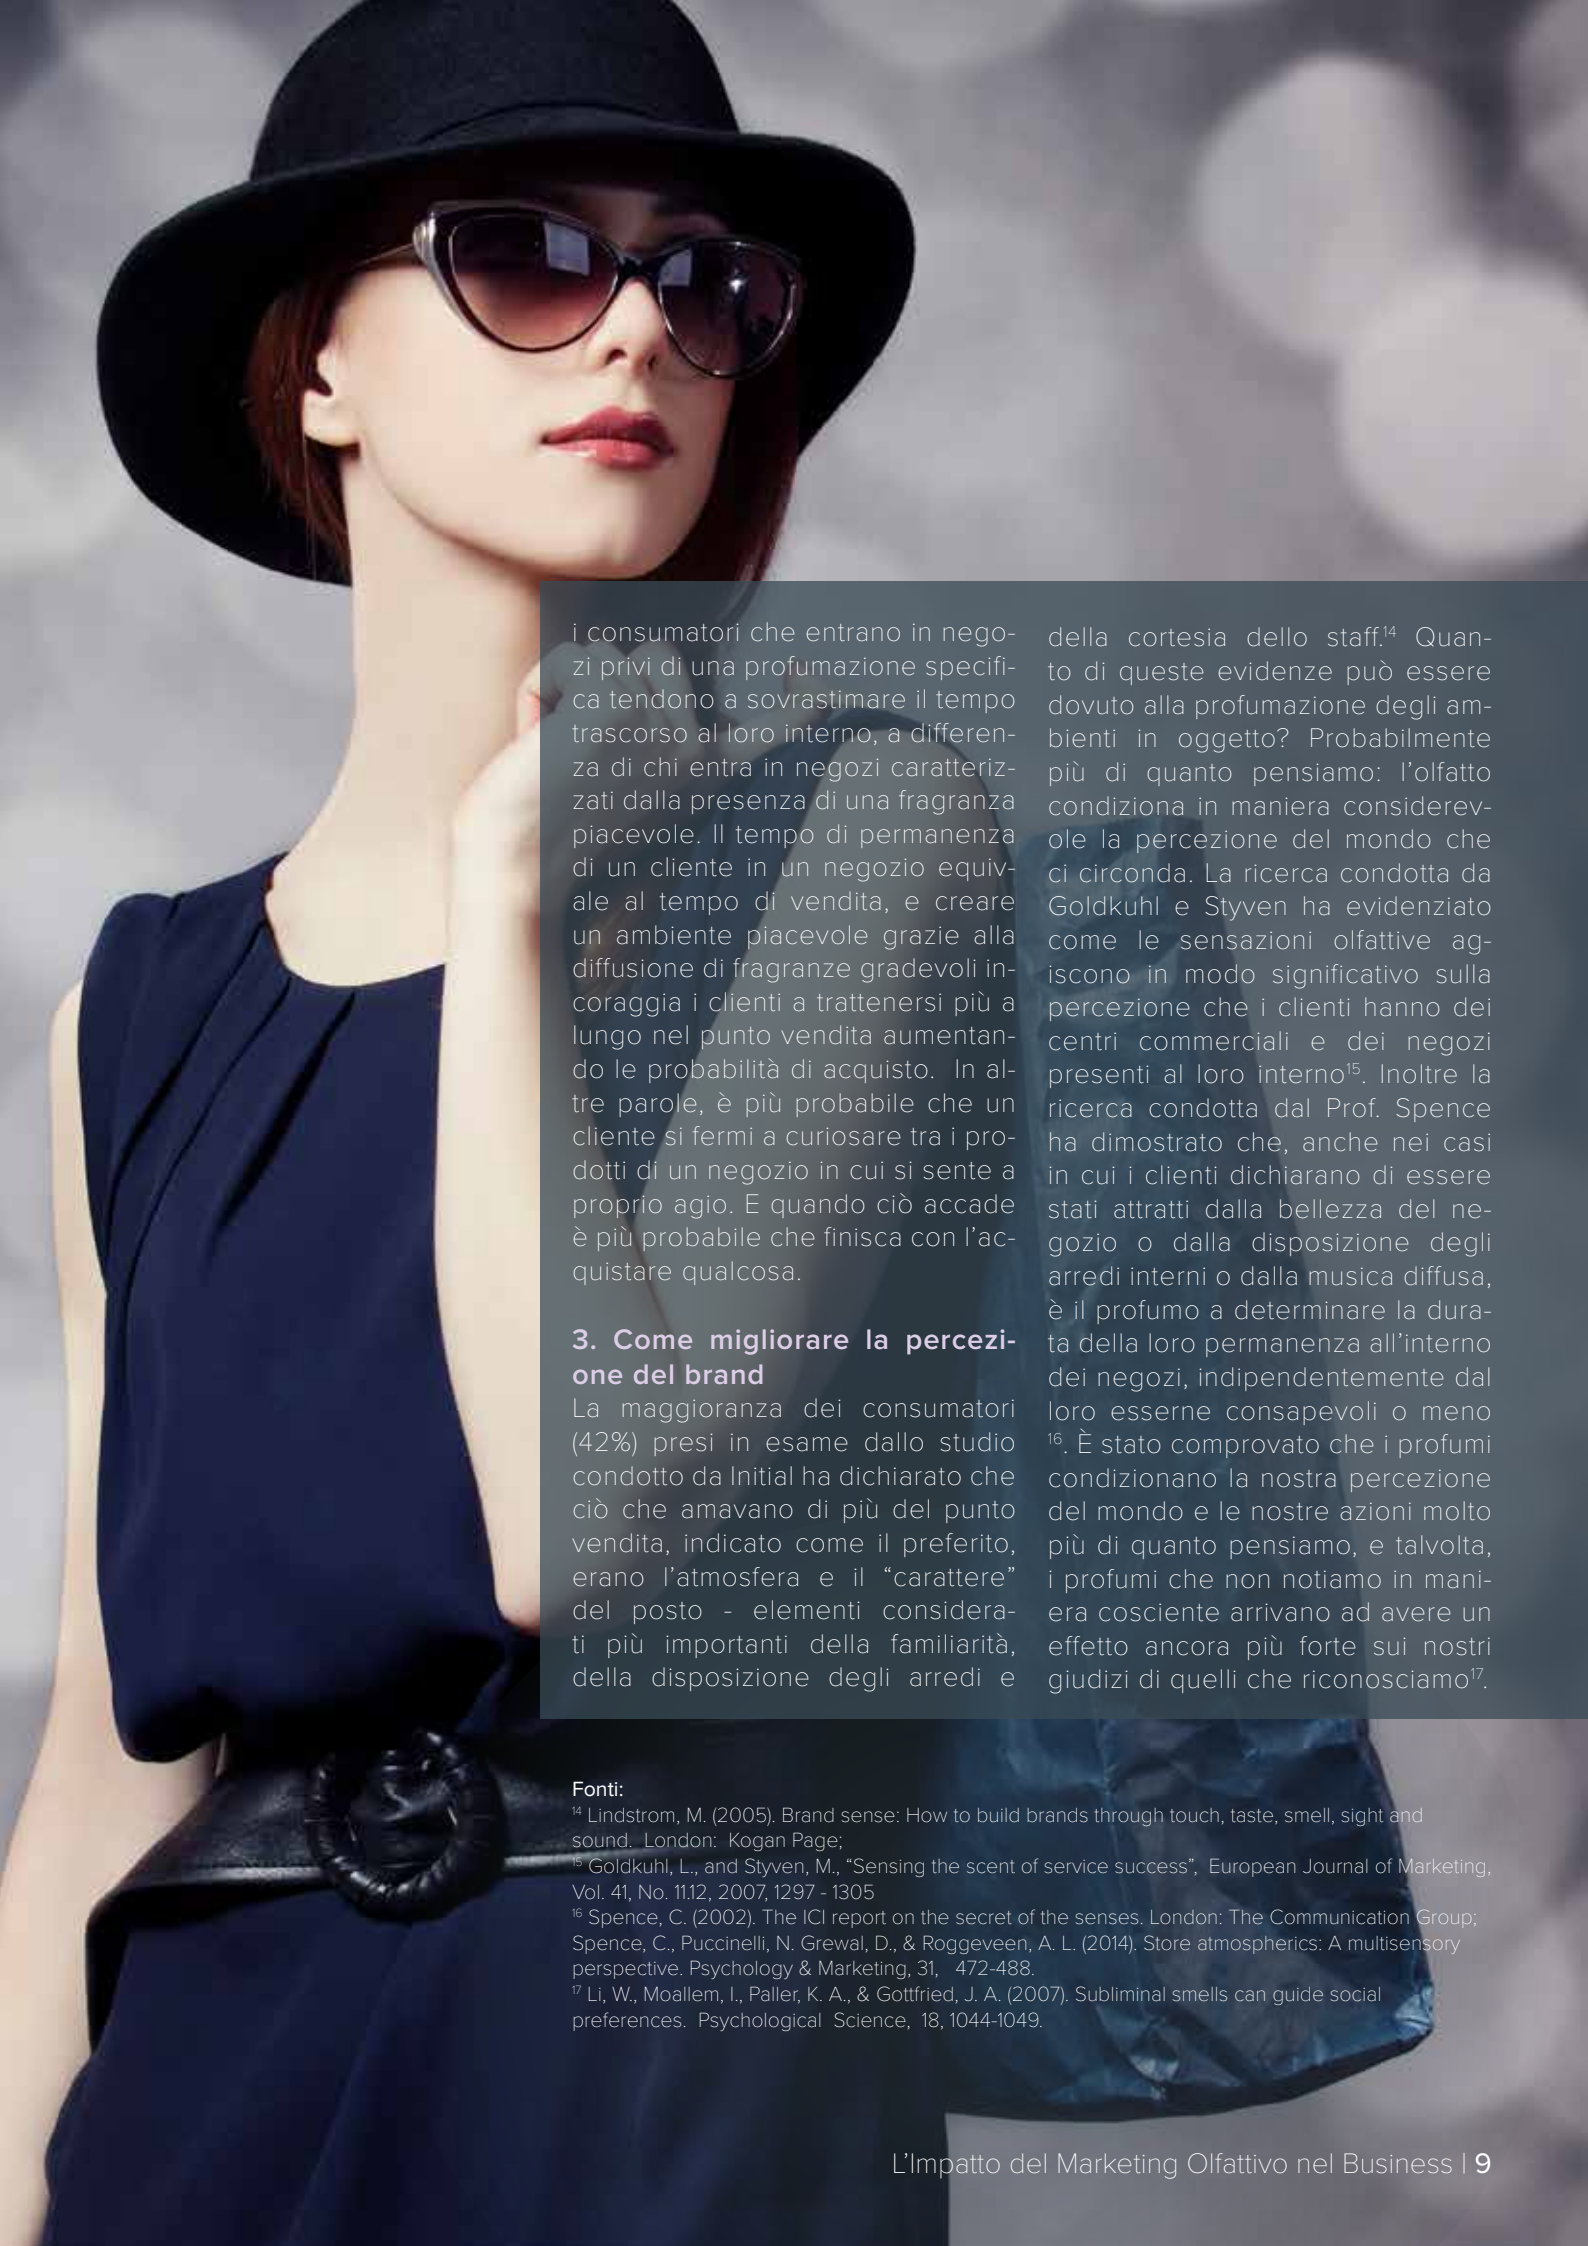 i consumatori che entrano in nego-
zi privi di una profumazione specifi-
ca tendono a sovrastimare il tempo
trascorso al loro interno, a differen-
za di chi entra in negozi caratteriz-
zati dalla presenza di una fragranza
piacevole. Il tempo di permanenza
di un cliente in un negozio equiv-
ale al tempo di vendita, e creare
un ambiente piacevole grazie alla
diffusione di fragranze gradevoli in-
coraggia i clienti a trattenersi più a
lungo nel punto vendita aumentan-
do le probabilità di acquisto. In al-
tre parole, è più probabile che un
cliente si fermi a curiosare tra i pro-
dotti di un negozio in cui si sente a
proprio agio. E quando ciò accade
è più probabile che finisca con l'ac-
quistare qualcosa.
3. Come migliorare la percezi-
one del brand
La maggioranza dei consumatori
(42%) presi in esame dallo studio
condotto da Initial ha dichiarato che
ciò che amavano di più del punto
vendita, indicato come il preferito,
erano l'atmosfera e il “carattere”
del posto - elementi considera-
ti più importanti della familiarità,
della disposizione degli arredi e
della cortesia dello staff.14 Quan-
to di queste evidenze può essere
dovuto alla profumazione degli am-
bienti in oggetto? Probabilmente
più di quanto pensiamo: l'olfatto
condiziona in maniera considerev-
ole la percezione del mondo che
ci circonda. La ricerca condotta da
Goldkuhl e Styven ha evidenziato
come le sensazioni olfattive ag-
iscono in modo significativo sulla
percezione che i clienti hanno dei
centri commerciali e dei negozi
presenti al loro interno15. Inoltre la
ricerca condotta dal Prof. Spence
ha dimostrato che, anche nei casi
in cui i clienti dichiarano di essere
stati attratti dalla bellezza del ne-
gozio o dalla disposizione degli
arredi interni o dalla musica diffusa,
è il profumo a determinare la dura-
ta della loro permanenza all'interno
dei negozi, indipendentemente dal
loro esserne consapevoli o meno
16. È stato comprovato che i profumi
condizionano la nostra percezione
del mondo e le nostre azioni molto
più di quanto pensiamo, e talvolta,
i profumi che non notiamo in mani-
era cosciente arrivano ad avere un
effetto ancora più forte sui nostri
giudizi di quelli che riconosciamo17.
Fonti:
14 Lindstrom, M. (2005). Brand sense: How to build brands through touch, taste, smell, sight and
sound. London: Kogan Page;
15 Goldkuhl, L., and Styven, M., “Sensing the scent of service success”, European Journal of Marketing,
Vol. 41, No. 11.12, 2007, 1297 - 1305
16 Spence, C. (2002). The ICI report on the secret of the senses. London: The Communication Group;
Spence, C., Puccinelli, N. Grewal, D., & Roggeveen, A. L. (2014). Store atmospherics: A multisensory
perspective. Psychology & Marketing, 31, 472-488.
17 Li, W., Moallem, I., Paller, K. A., & Gottfried, J. A. (2007). Subliminal smells can guide social
preferences. Psychological Science, 18, 1044-1049.
L'Impatto del Marketing Olfattivo nel Business | 9